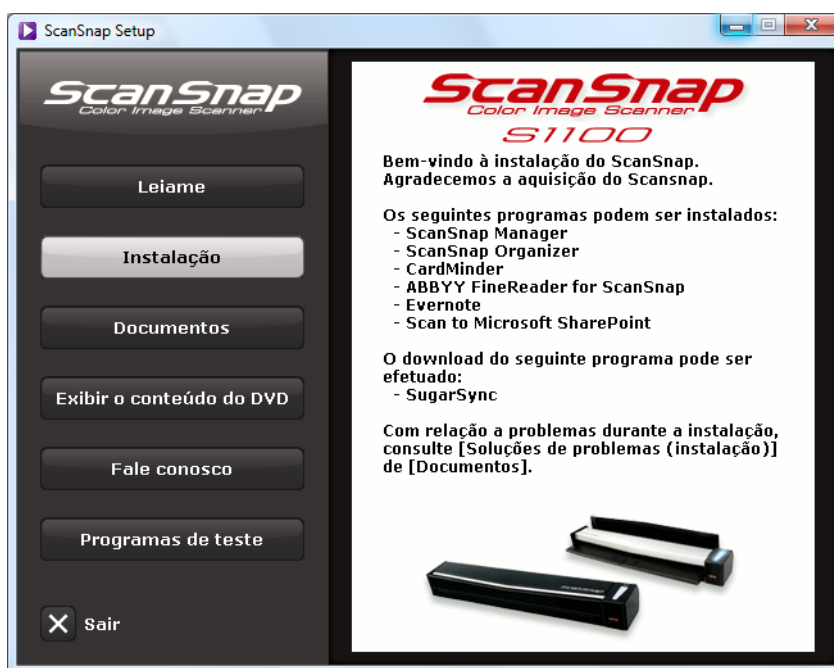 ScanSnap Setup
ScanSnap
Color Image Scanner
Leiame
Instalação
Documentos
Exibir o conteúdo do DVD
Fale conosco
Programas de teste
Sair
ScanSnap
Color Image Scanner
S1100
Bem-vindo à instalação do ScanSnap.
Agradecemos a aquisição do Scansnap.
Os seguintes programas podem ser instalados:
- ScanSnap Manager
- ScanSnap Organizer
- CardMinder
- ABBYY FineReader for ScanSnap
- Evernote
- Scan to Microsoft SharePoint
O download do seguinte programa pode ser
efetuado:
- SugarSync
Com relação a problemas durante a instalação,
consulte [Soluções de problemas (instalação)]
de [Documentos].